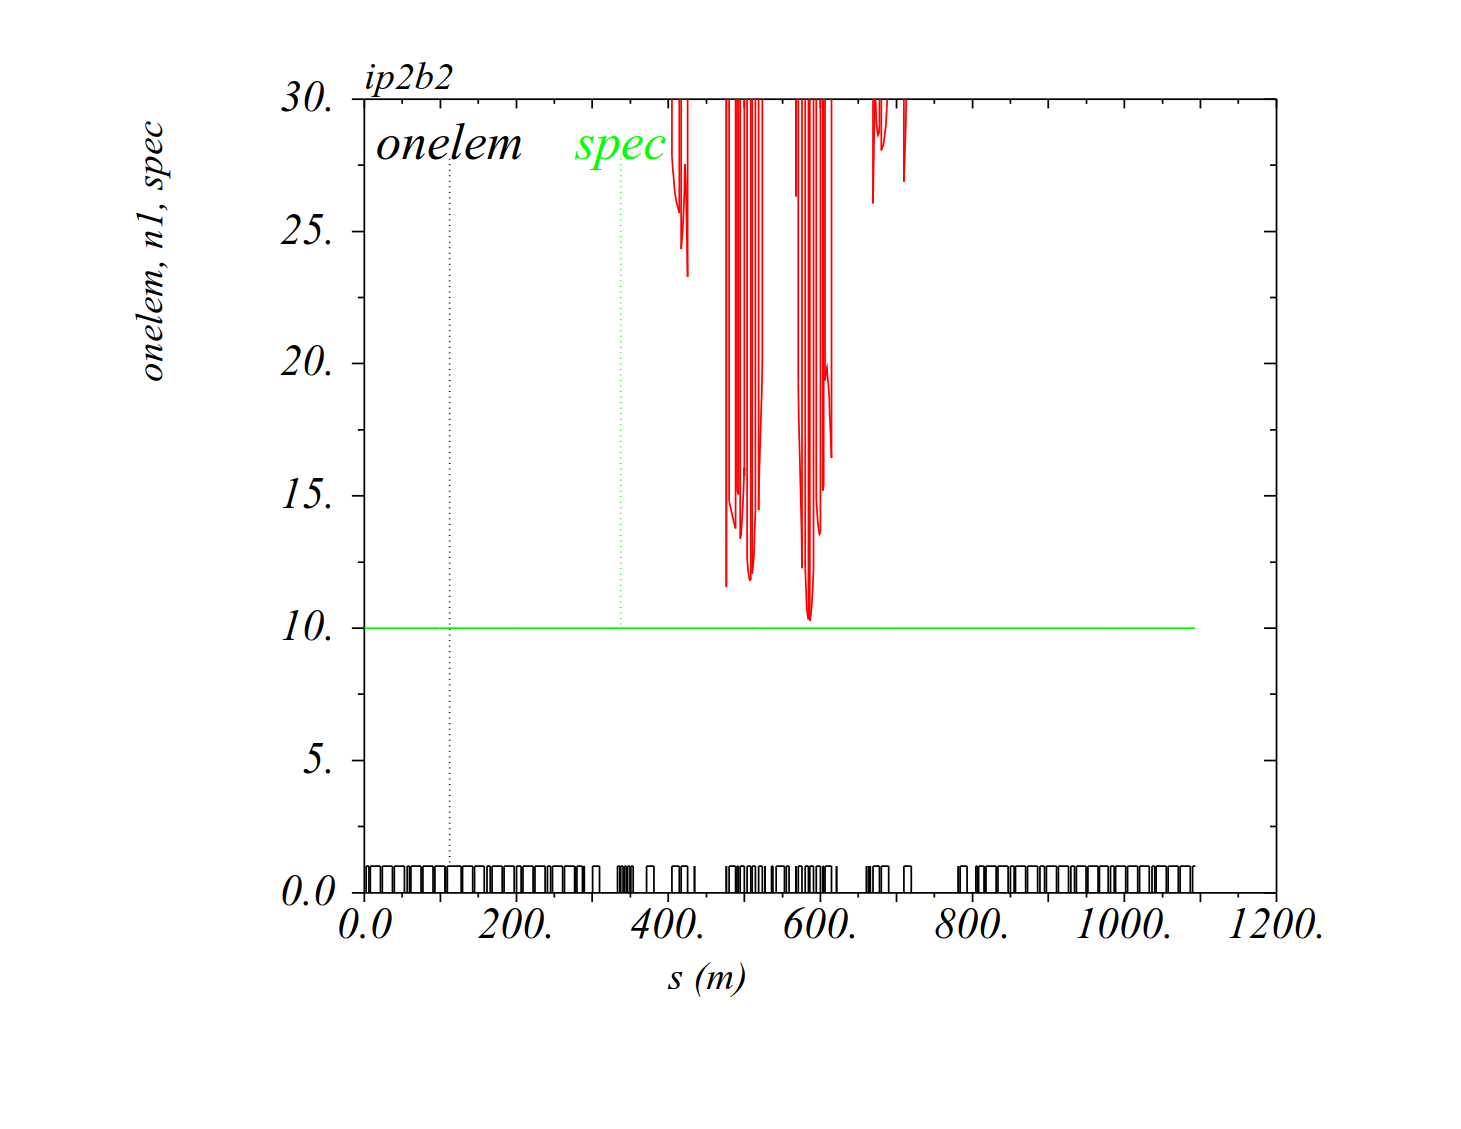 ip2b2
30.
onelem spec
onelem, n1, spec
25.
20.
15.
10.
5.
0.0
0.0 200. 400. 600. 800. 1000. 1200.
s (m)